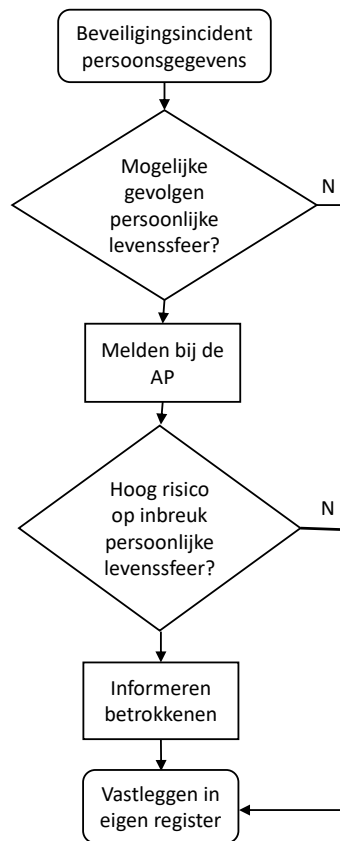 Beveiligingsincident
persoonsgegevens
Mogelijke
gevolgen
persoonlijke
levenssfeer?
N
Melden bij de
AP
Hoog risico
op inbreuk
persoonlijke
levenssfeer?
N
Informeren
betrokkenen
Vastleggen in
eigen register